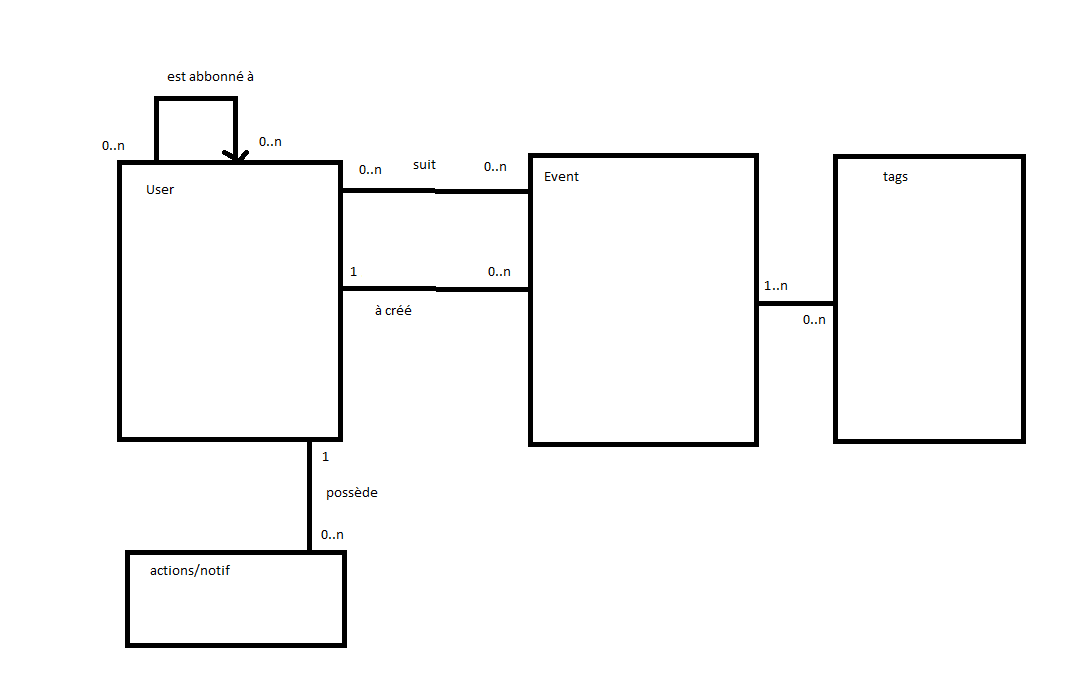 est abbonné à
0..n
0..n
User
0..n
suit
0..n
Event
tags
1
0..n
à créé
1..n
0..n
1
possède
0..n
actions/notif